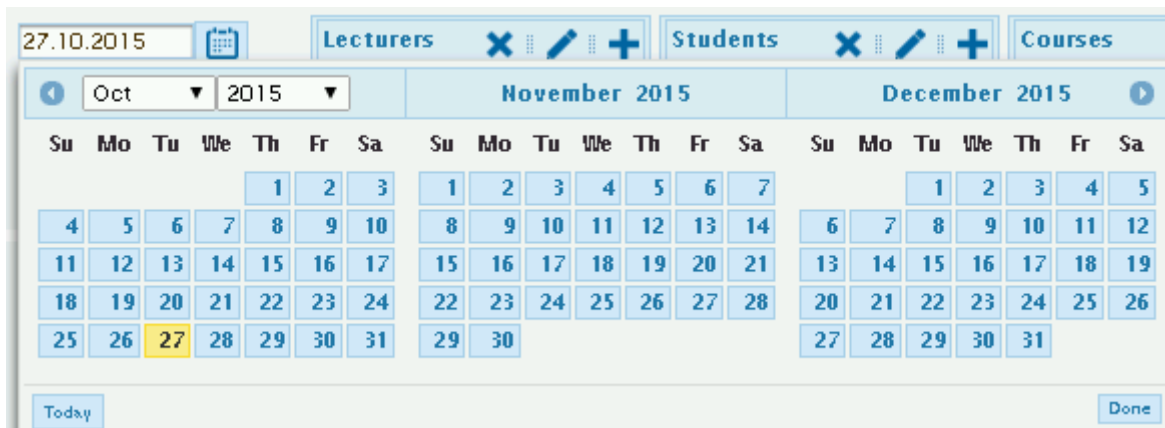 27.10.2015 Lecturers Students Courses
Oct 2015 November 2015 December 2015
Su Mo Tu We Th Fr Sa Su Mo Tu We Th Fr Sa Su Mo Tu We Th Fr Sa
1 2 3 1 2 3 4 5 6 7 1 2 3 4 5
4 5 6 7 8 9 10 8 9 10 11 12 13 14 6 7 8 9 10 11 12
11 12 13 14 15 16 17 15 16 17 18 19 20 21 13 14 15 16 17 18 19
18 19 20 21 22 23 24 22 23 24 25 26 27 28 20 21 22 23 24 25 26
25 26 27 28 29 30 31 29 30 27 28 29 30 31
Today Done